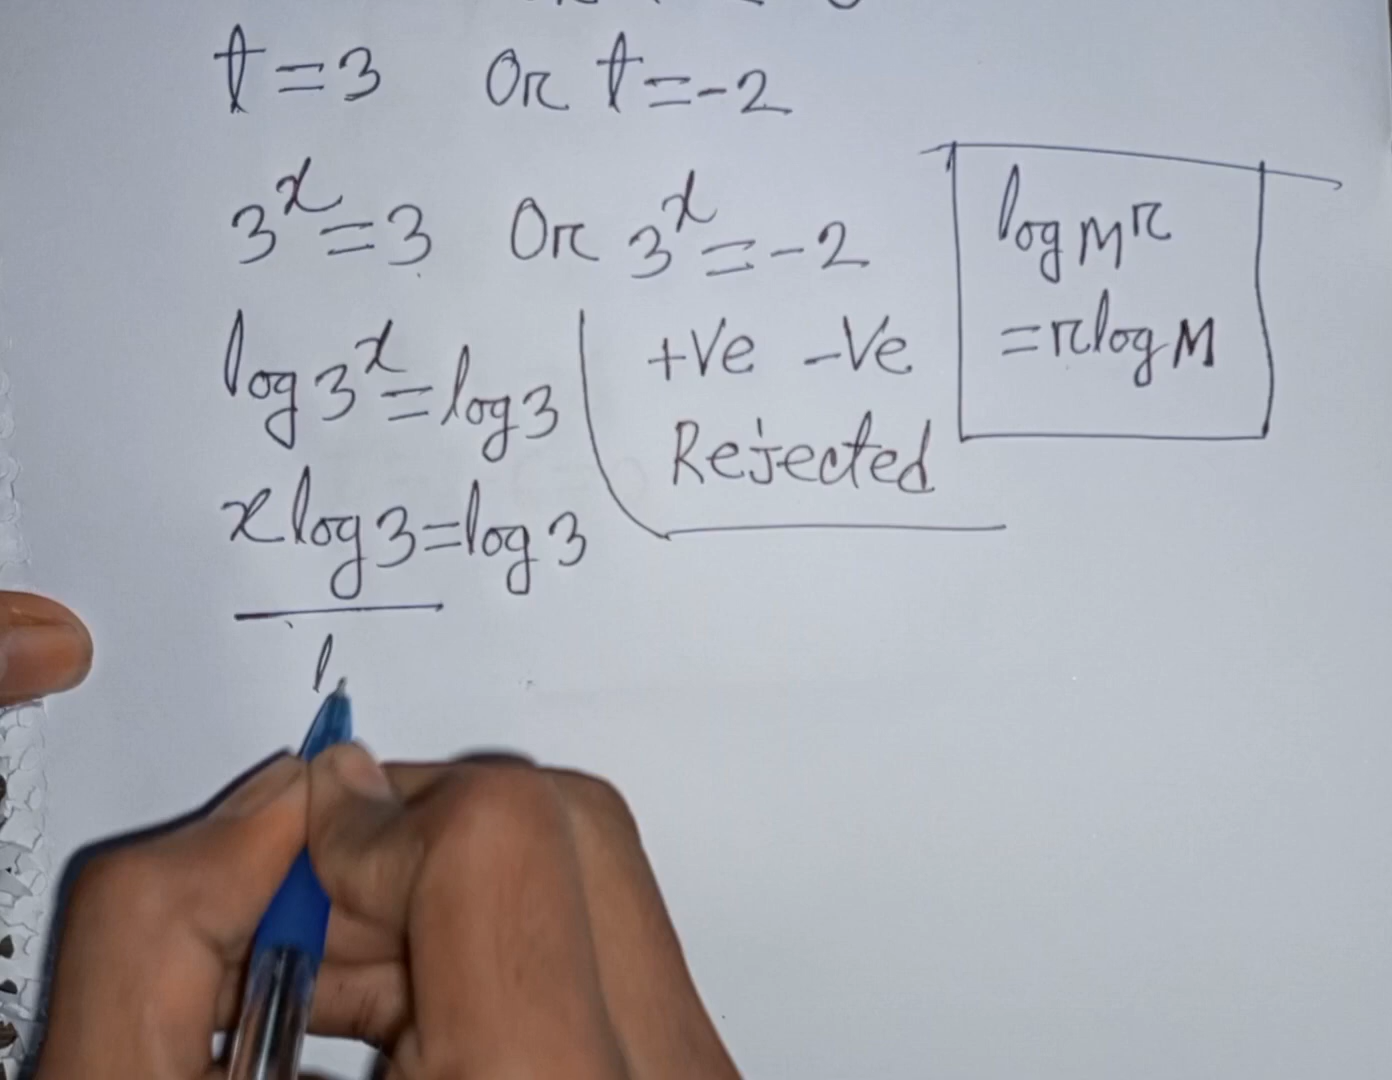 t=3 Or t=-2
3^x=3 Or 3^x=-2
log 3^x=log 3
+ve -ve
Rejected
x log 3=log 3
log M^r
=r log M